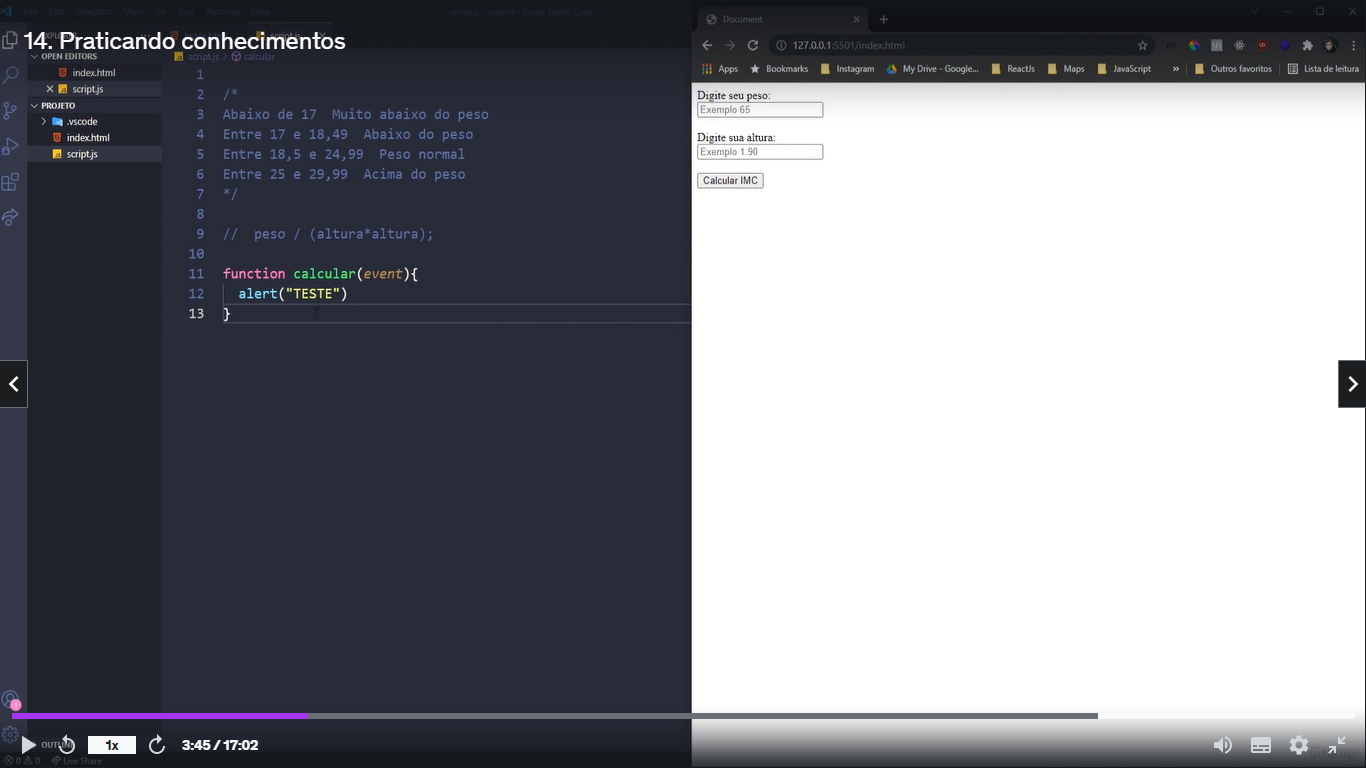 File Edit Selection View Go Run Terminal Help
script.js - projeto - Visual Studio Code
14. Praticando conhecimentos
OPEN EDITORS
index.html
script.js
PROJETO
.vscode
index.html
script.js
script.js > calcular
1
2 /*
3 Abaixo de 17 Muito abaixo do peso
4 Entre 17 e 18,49 Abaixo do peso
5 Entre 18,5 e 24,99 Peso normal
6 Entre 25 e 29,99 Acima do peso
7 */
8
9 // peso / (altura*altura);
10
11 function calcular(event){
12 alert("TESTE")
13 }
Document
127.0.0.1:5501/index.html
Apps Bookmarks Instagram My Drive - Google... ReactJs Maps JavaScript » Outros favoritos Lista de leitura
Digite seu peso:
Exemplo 65
Digite sua altura:
Exemplo 1.90
Calcular IMC
1
OUTLINE
1x
3:45 / 17:02
0 0 Live Share